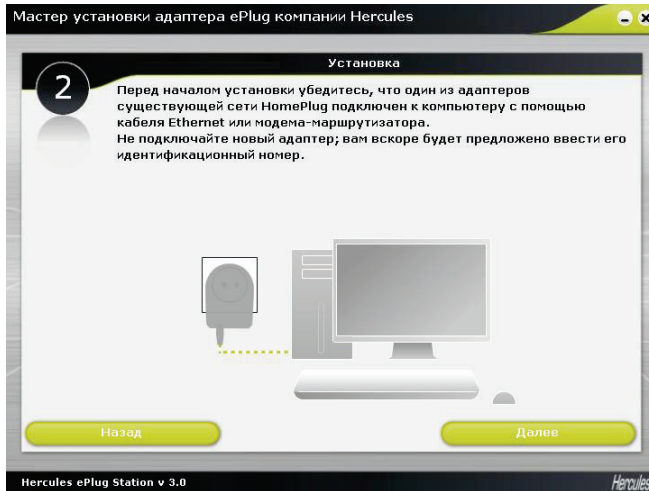 Мастер установки адаптера ePlug компании Hercules
Установка
2
Перед началом установки убедитесь, что один из адаптеров
существующей сети HomePlug подключен к компьютеру с помощью
кабеля Ethernet или модема-маршрутизатора.
Не подключайте новый адаптер; вам вскоре будет предложено ввести его
идентификационный номер.
Назад
Далее
Hercules ePlug Station v 3.0
Hercules